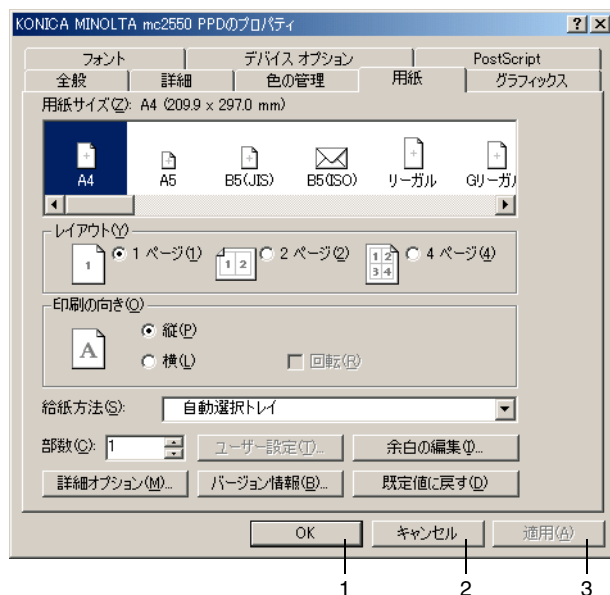 KONICA MINOLTA mc2550 PPDのプロパティ ? ×
フォント デバイス オプション PostScript
全般 詳細 色の管理 用紙 グラフィックス
用紙サイズ(Z): A4 (209.9 x 297.0 mm)
A4 A5 B5(JIS) B5(ISO) リーガル Gリーガル
レイアウト(Y)
1 1 ページ(1) 1 2 2 ページ(2) 1 2 4 ページ(4)
3 4
印刷の向き(O)
A 縦(P)
横(L) 回転(R)
給紙方法(S): 自動選択トレイ
部数(C): 1 ユーザー設定(T)... 余白の編集(I)...
詳細オプション(M)... バージョン情報(B)... 既定値に戻す(D)
OK キャンセル 適用(A)
1 2 3